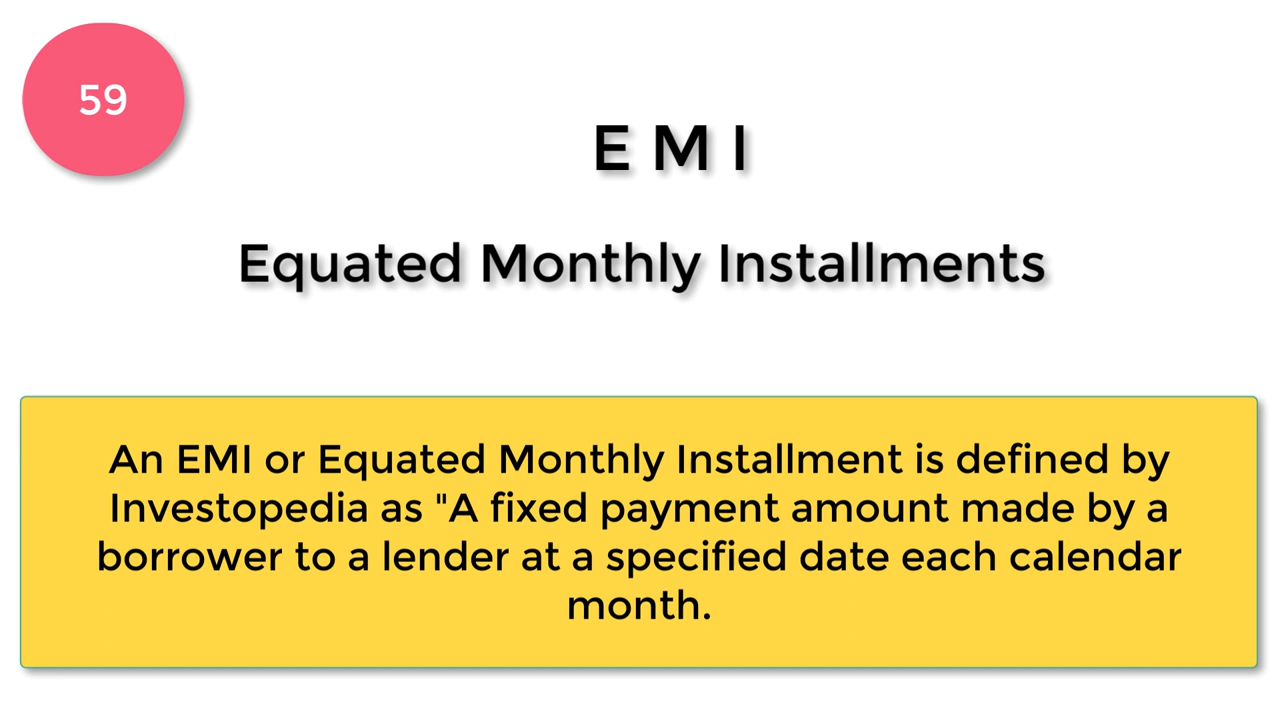 59
E M I
Equated Monthly Installments
An EMI or Equated Monthly Installment is defined by
Investopedia as "A fixed payment amount made by a
borrower to a lender at a specified date each calendar
month.